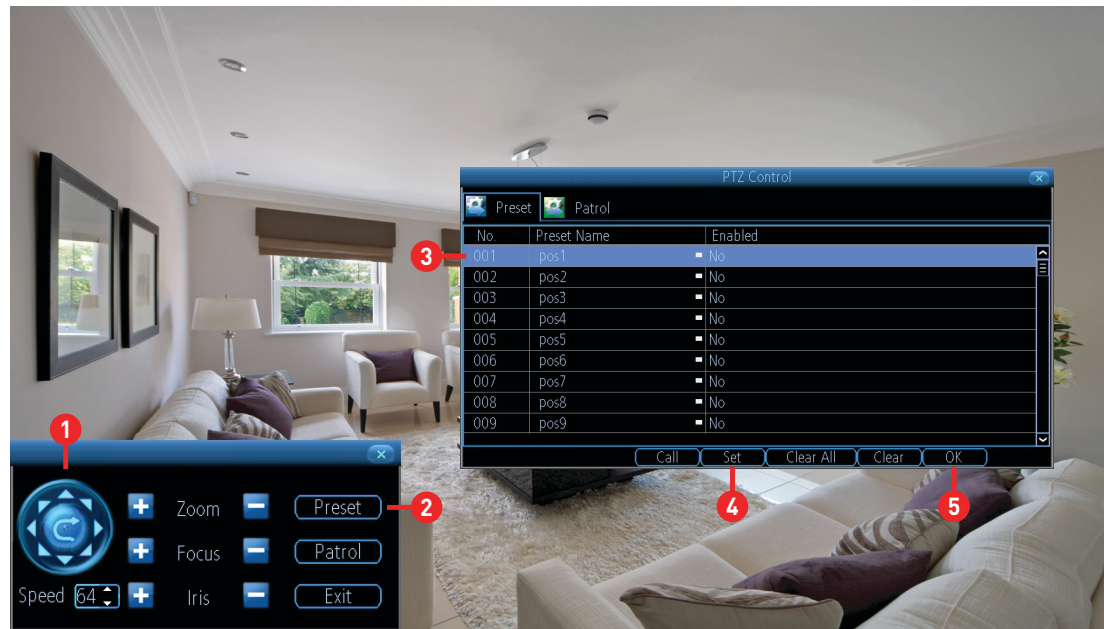 PTZ Control
Preset Patrol
No. Preset Name Enabled
3
001 pos1 No
002 pos2 No
003 pos3 No
004 pos4 No
005 pos5 No
006 pos6 No
007 pos7 No
008 pos8 No
009 pos9 No
Call Set Clear All Clear OK
4 5
1
+ Zoom - Preset
2
+ Focus - Patrol
Speed 64 + Iris - Exit